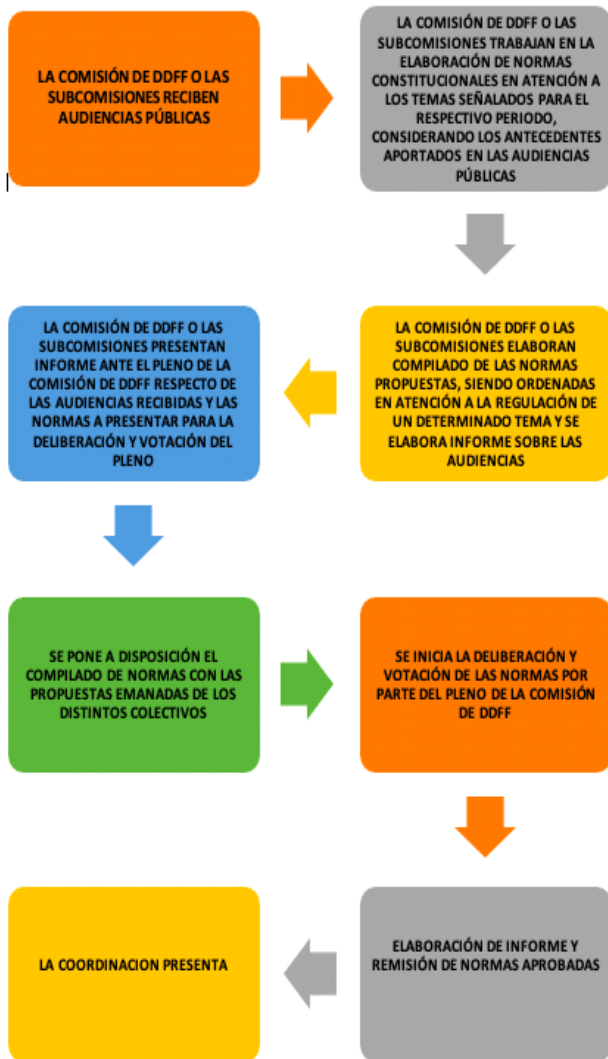 LA COMISIÓN DE DDFF O LAS
SUBCOMISIONES RECIBEN
AUDIENCIAS PÚBLICAS
LA COMISIÓN DE DDFF O LAS
SUBCOMISIONES TRABAJAN EN LA
ELABORACIÓN DE NORMAS
CONSTITUCIONALES EN ATENCIÓN A
LOS TEMAS SEÑALADOS PARA EL
RESPECTIVO PERIODO,
CONSIDERANDO LOS ANTECEDENTES
APORTADOS EN LAS AUDIENCIAS
PÚBLICAS
LA COMISIÓN DE DDFF O LAS
SUBCOMISIONES ELABORAN
COMPILADO DE LAS NORMAS
PROPUESTAS, SIENDO ORDENADAS
EN ATENCIÓN A LA REGULACIÓN DE
UN DETERMINADO TEMA Y SE
ELABORA INFORME SOBRE LAS
AUDIENCIAS
LA COMISIÓN DE DDFF O LAS
SUBCOMISIONES PRESENTAN
INFORME ANTE EL PLENO DE LA
COMISIÓN DE DDFF RESPECTO DE
LAS AUDIENCIAS RECIBIDAS Y LAS
NORMAS A PRESENTAR PARA LA
DELIBERACIÓN Y VOTACIÓN DEL
PLENO
SE PONE A DISPOSICIÓN EL
COMPILADO DE NORMAS CON LAS
PROPUESTAS EMANADAS DE LOS
DISTINTOS COLECTIVOS
SE INICIA LA DELIBERACIÓN Y
VOTACIÓN DE LAS NORMAS POR
PARTE DEL PLENO DE LA COMISIÓN
DE DDFF
ELABORACIÓN DE INFORME Y
REMISIÓN DE NORMAS APROBADAS
LA COORDINACION PRESENTA